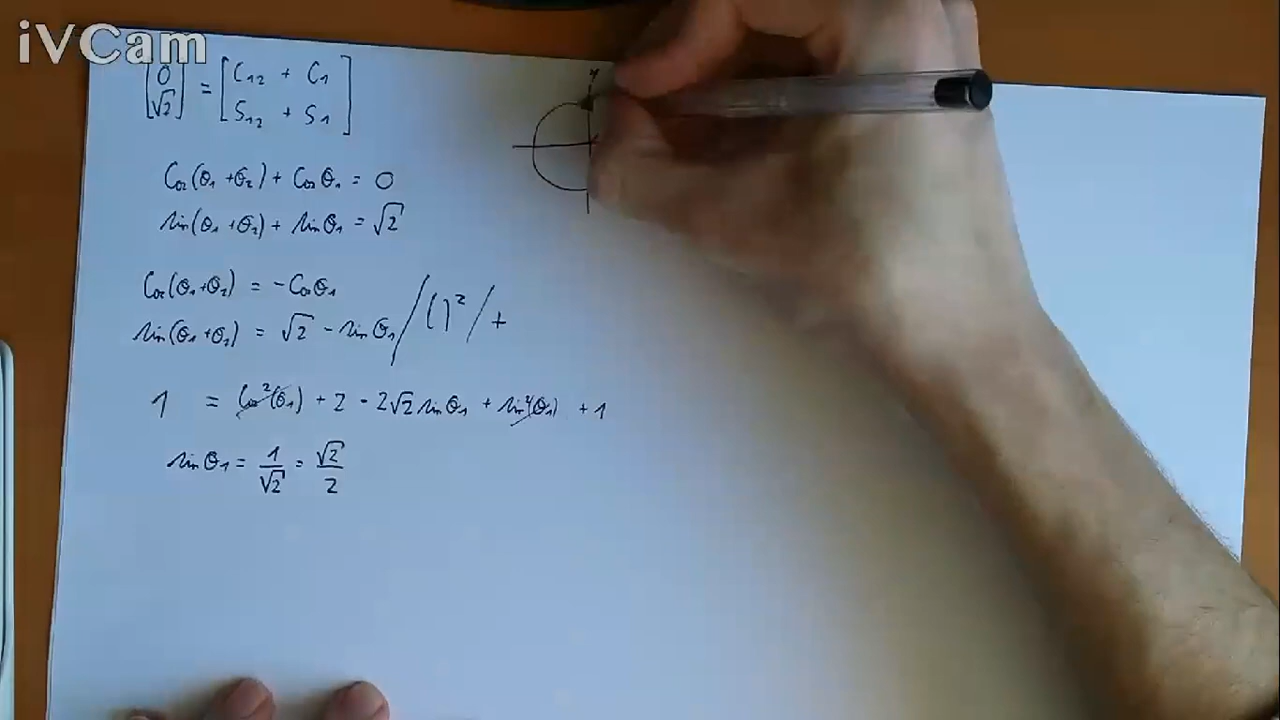 iVCam
[0 √2] = [C₁₂ + C₁
S₁₂ + S₁]
Cos(θ₁ + θ₂) + Cos θ₁ = 0
sin(θ₁ + θ₂) + sin θ₁ = √2
Cos(θ₁+θ₂) = -Cos θ₁
sin(θ₁+θ₂) = √2 - sin θ₁ / ( )² / +
1 = Cos²(θ₁) + 2 - 2√2 sin θ₁ + sin²(θ₁) + 1
sin θ₁ = 1/√2 = √2/2